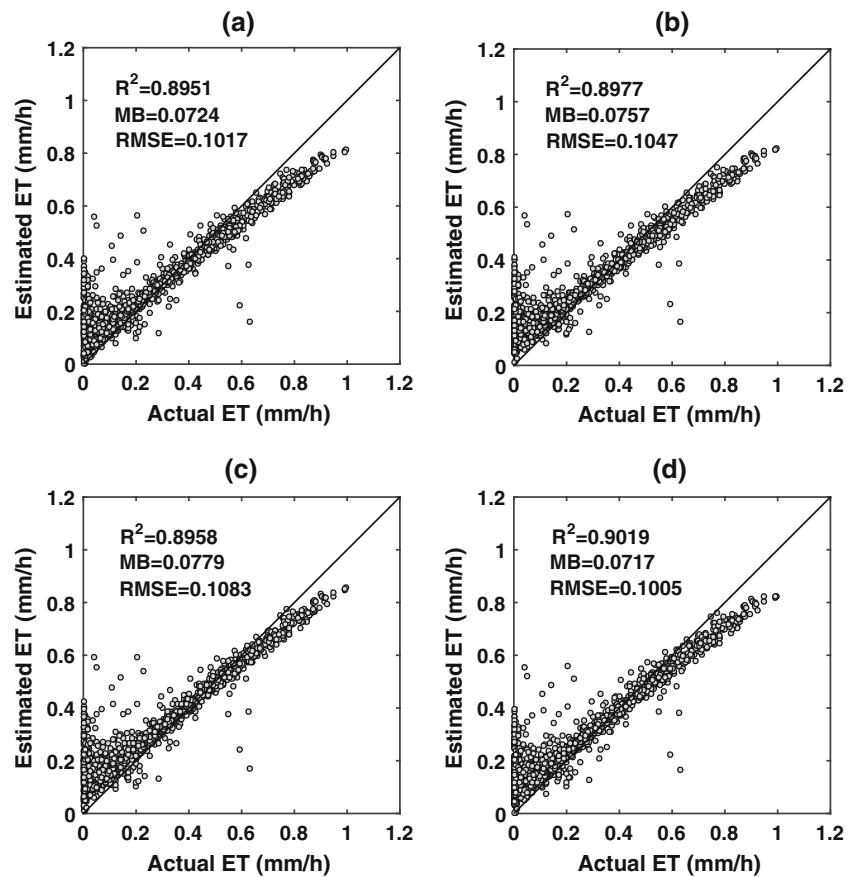 (a)
1.2
1
0.8
0.6
0.4
0.2
0
R²=0.8951
MB=0.0724
RMSE=0.1017
Estimated ET (mm/h)
0 0.2 0.4 0.6 0.8 1 1.2
Actual ET (mm/h)
(b)
1.2
1
0.8
0.6
0.4
0.2
0
R²=0.8977
MB=0.0757
RMSE=0.1047
Estimated ET (mm/h)
0 0.2 0.4 0.6 0.8 1 1.2
Actual ET (mm/h)
(c)
1.2
1
0.8
0.6
0.4
0.2
0
R²=0.8958
MB=0.0779
RMSE=0.1083
Estimated ET (mm/h)
0 0.2 0.4 0.6 0.8 1 1.2
Actual ET (mm/h)
(d)
1.2
1
0.8
0.6
0.4
0.2
0
R²=0.9019
MB=0.0717
RMSE=0.1005
Estimated ET (mm/h)
0 0.2 0.4 0.6 0.8 1 1.2
Actual ET (mm/h)